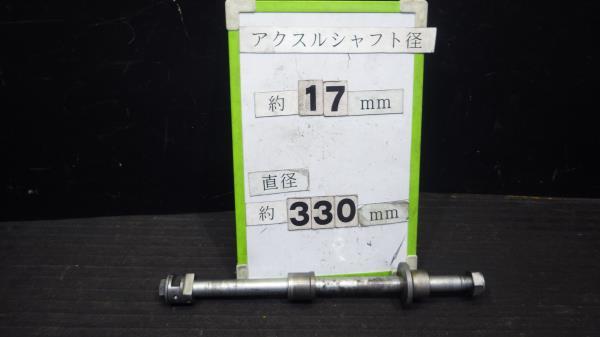 アクスルシャフト径
約 17 mm
直径
約 330 mm